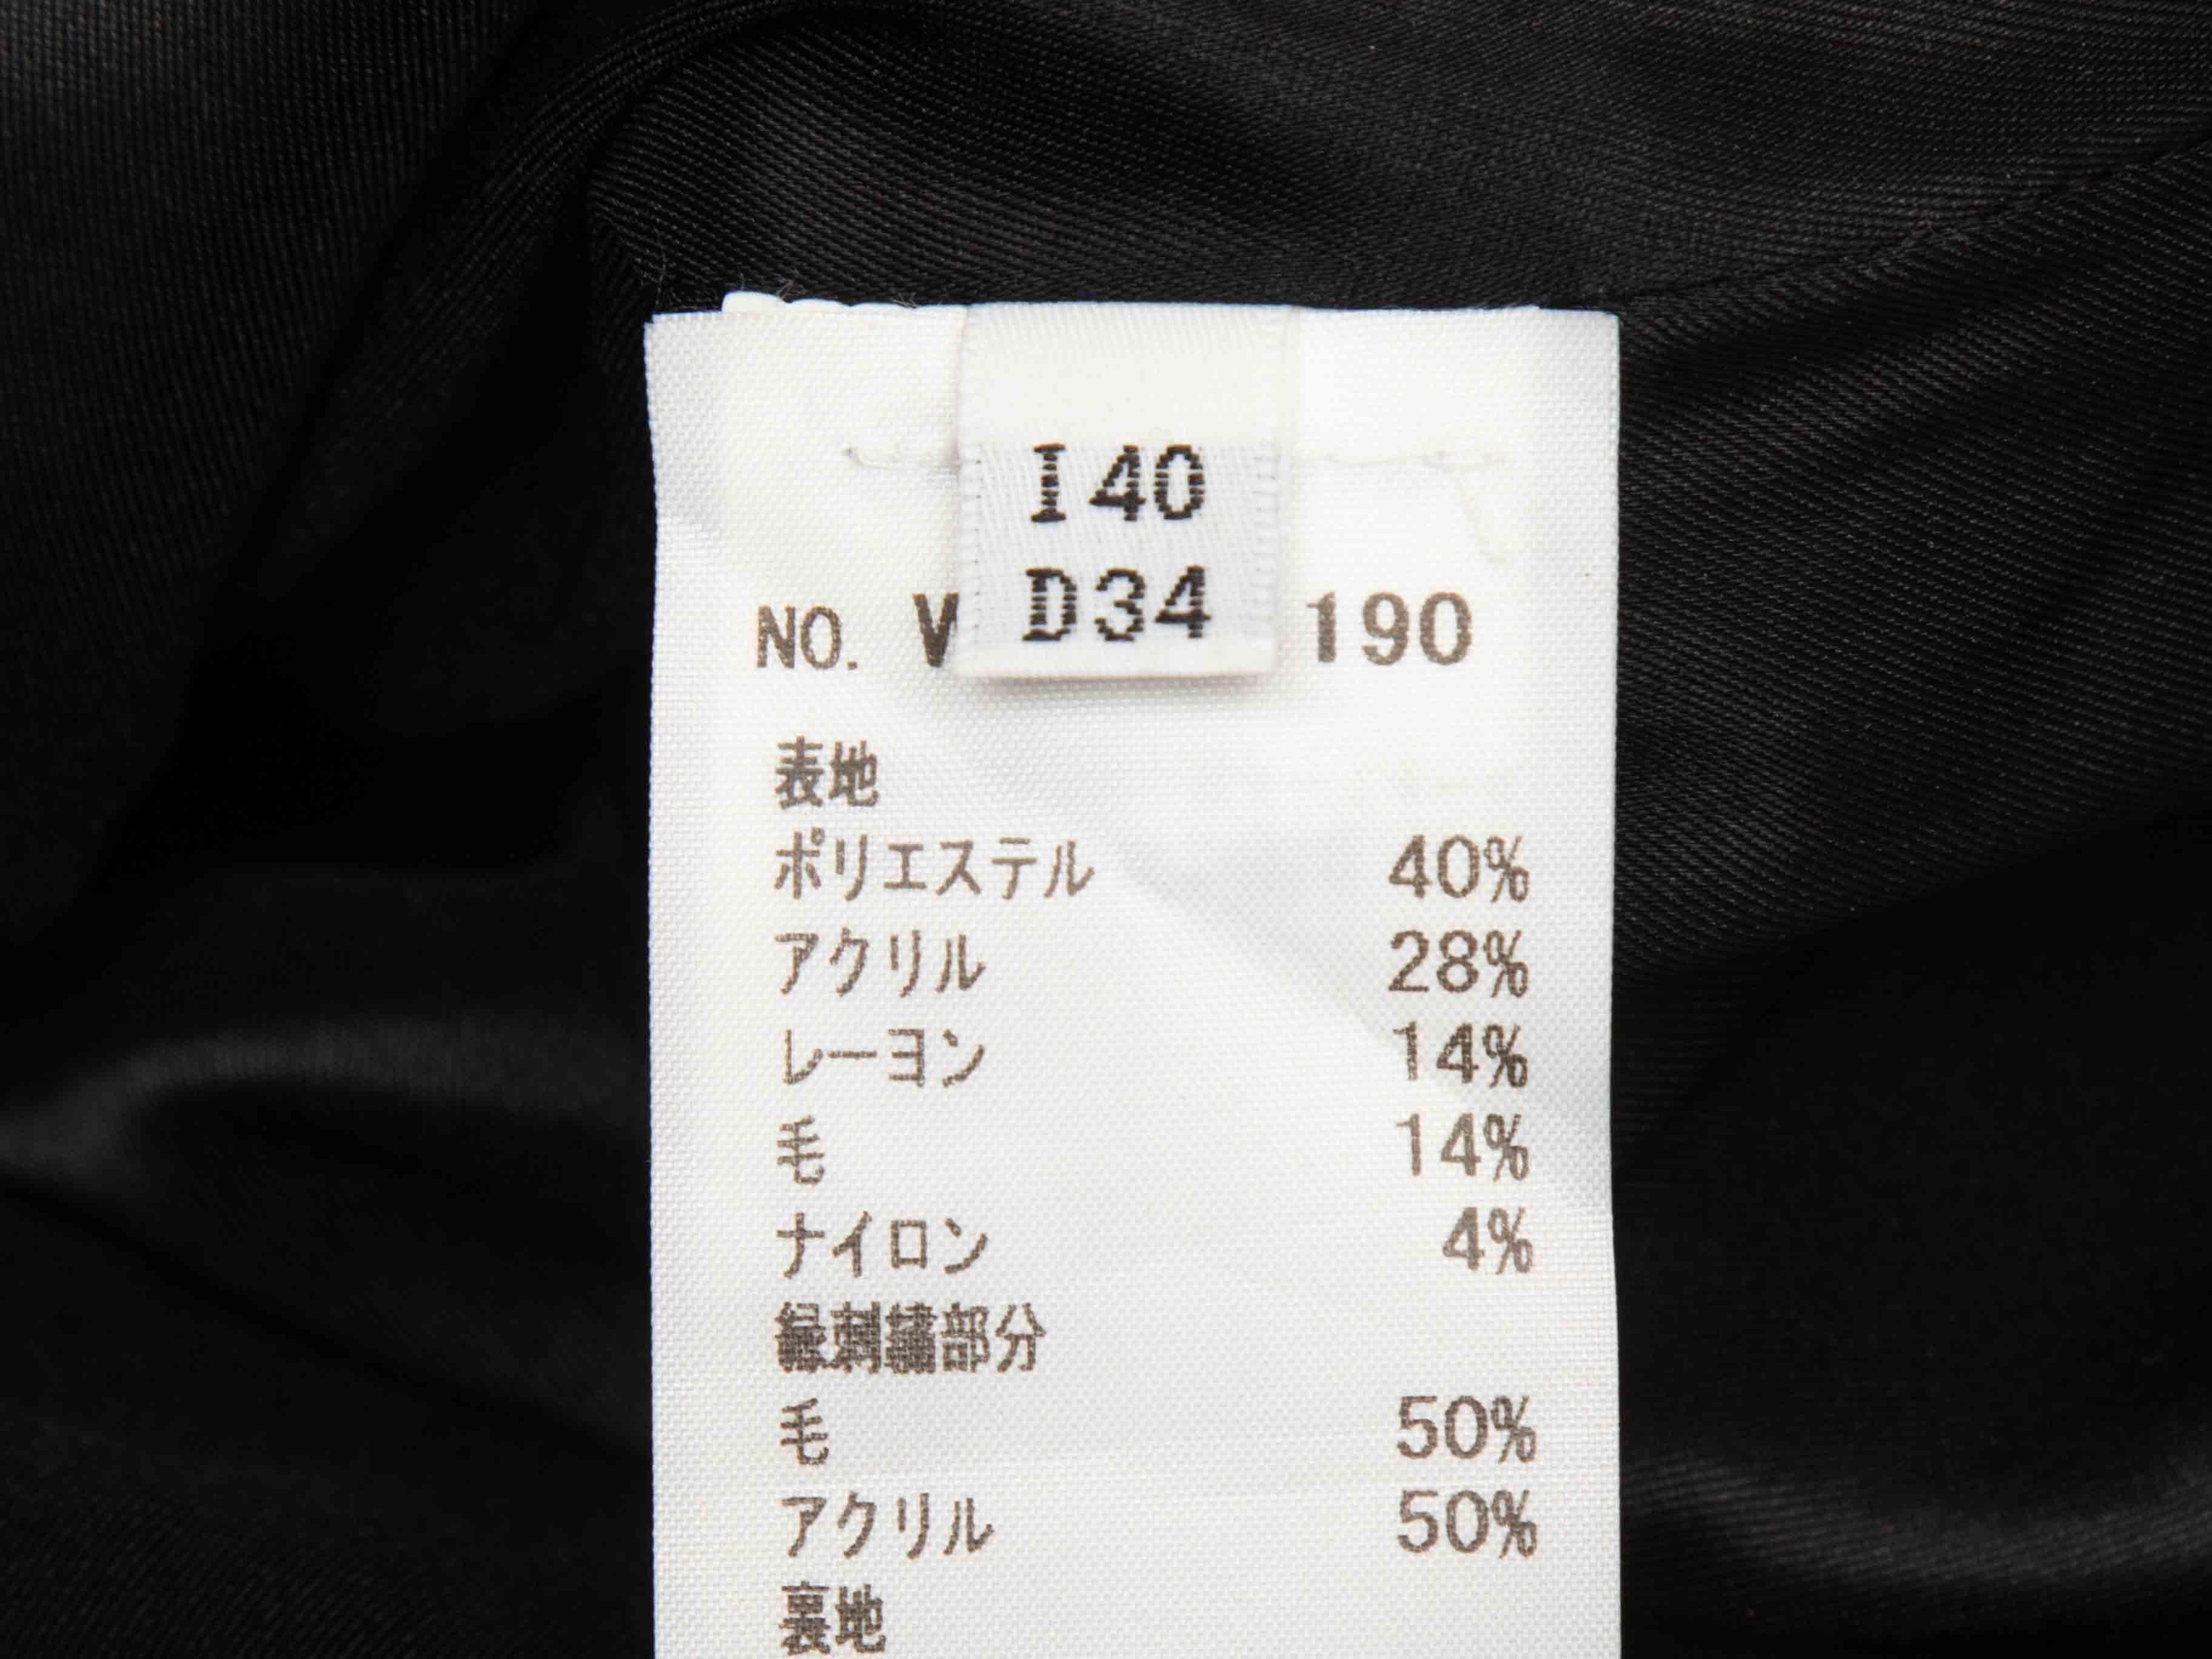 I 40
D34
NO. W 190
表地
ポリエステル 40%
アクリル 28%
レーヨン 14%
毛 14%
ナイロン 4%
縁刺繍部分
毛 50%
アクリル 50%
裏地